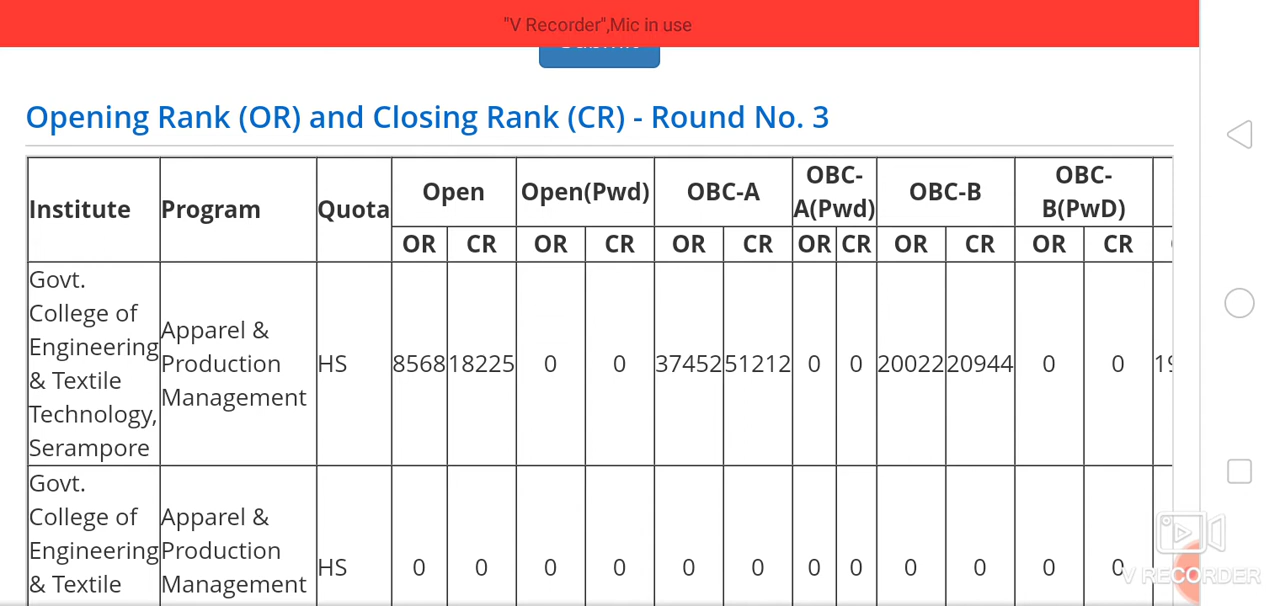 "V Recorder",Mic in use
Opening Rank (OR) and Closing Rank (CR) - Round No. 3
Institute Program Quota Open Open(Pwd) OBC-A OBC-A(Pwd) OBC-B OBC-B(PwD)
OR CR OR CR OR CR OR CR OR CR OR CR
Govt.
College of
Engineering
& Textile
Technology,
Serampore
Apparel &
Production
Management
HS 8568 18225 0 0 37452 51212 0 0 20022 20944 0 0
Govt.
College of
Engineering
& Textile
Apparel &
Production
Management
HS 0 0 0 0 0 0 0 0 0 0 0 0
V RECORDER